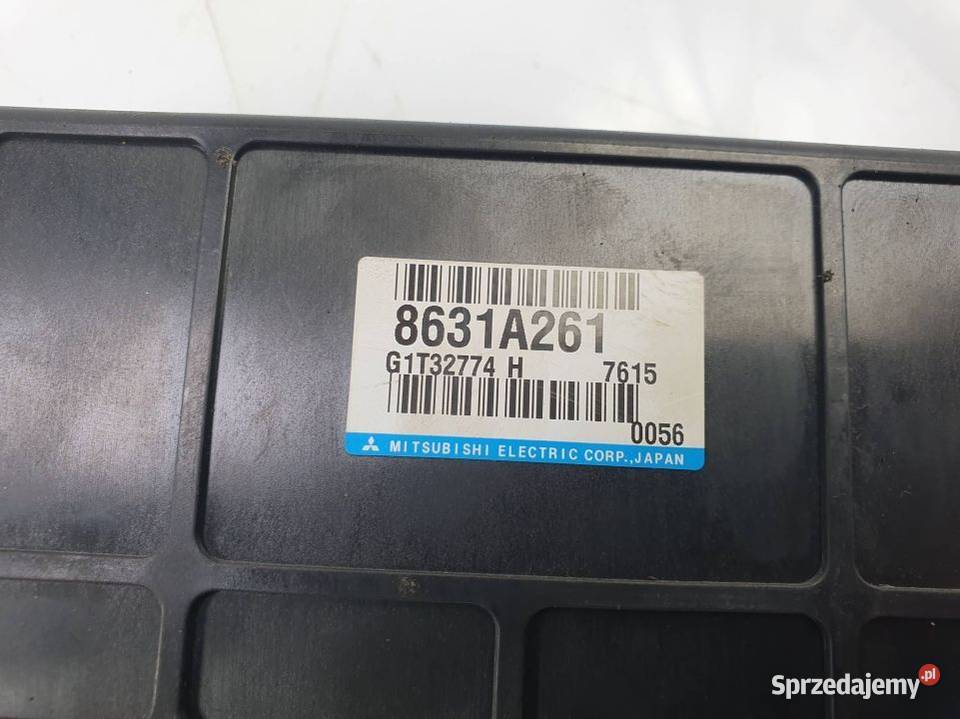 8631A261
G1T32774 H 7615
0056
MITSUBISHI ELECTRIC CORP.,JAPAN
Sprzedajemy.pl